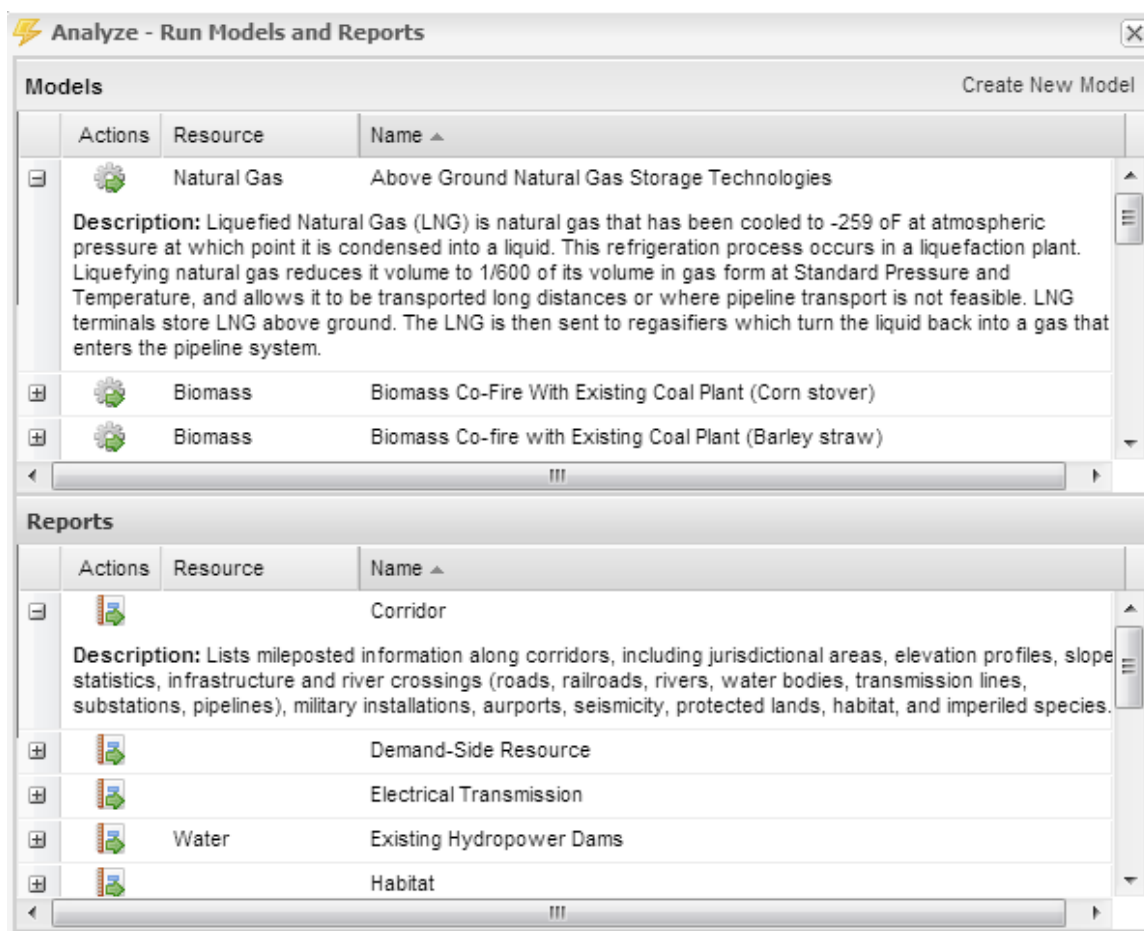 Analyze - Run Models and Reports
Models Create New Model
Actions Resource Name
Natural Gas Above Ground Natural Gas Storage Technologies
Description: Liquefied Natural Gas (LNG) is natural gas that has been cooled to -259 oF at atmospheric
pressure at which point it is condensed into a liquid. This refrigeration process occurs in a liquefaction plant.
Liquefying natural gas reduces it volume to 1/600 of its volume in gas form at Standard Pressure and
Temperature, and allows it to be transported long distances or where pipeline transport is not feasible. LNG
terminals store LNG above ground. The LNG is then sent to regasifiers which turn the liquid back into a gas that
enters the pipeline system.
Biomass Biomass Co-Fire With Existing Coal Plant (Corn stover)
Biomass Biomass Co-fire with Existing Coal Plant (Barley straw)
Reports
Actions Resource Name
Corridor
Description: Lists mileposted information along corridors, including jurisdictional areas, elevation profiles, slope
statistics, infrastructure and river crossings (roads, railroads, rivers, water bodies, transmission lines,
substations, pipelines), military installations, aurports, seismicity, protected lands, habitat, and imperiled species.
Demand-Side Resource
Electrical Transmission
Water Existing Hydropower Dams
Habitat